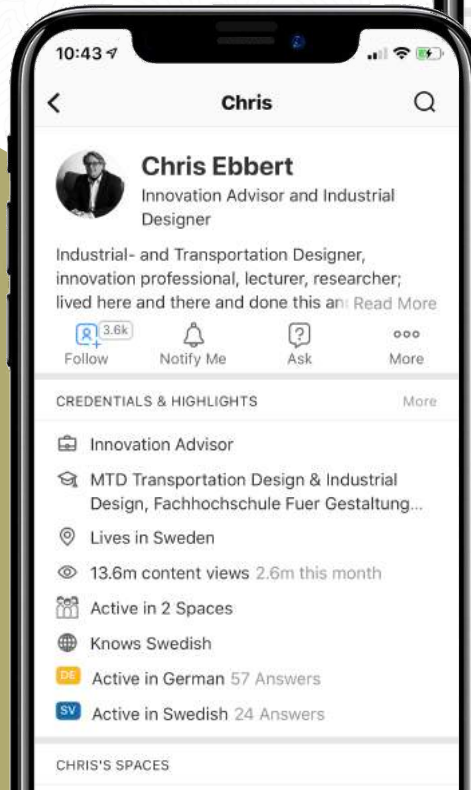 10:43
Chris
Chris Ebbert
Innovation Advisor and Industrial
Designer
Industrial- and Transportation Designer,
innovation professional, lecturer, researcher;
lived here and there and done this an Read More
3.6k
Follow Notify Me Ask More
CREDENTIALS & HIGHLIGHTS More
Innovation Advisor
MTD Transportation Design & Industrial
Design, Fachhochschule Fuer Gestaltung...
Lives in Sweden
13.6m content views 2.6m this month
Active in 2 Spaces
Knows Swedish
DE Active in German 57 Answers
SV Active in Swedish 24 Answers
CHRIS'S SPACES